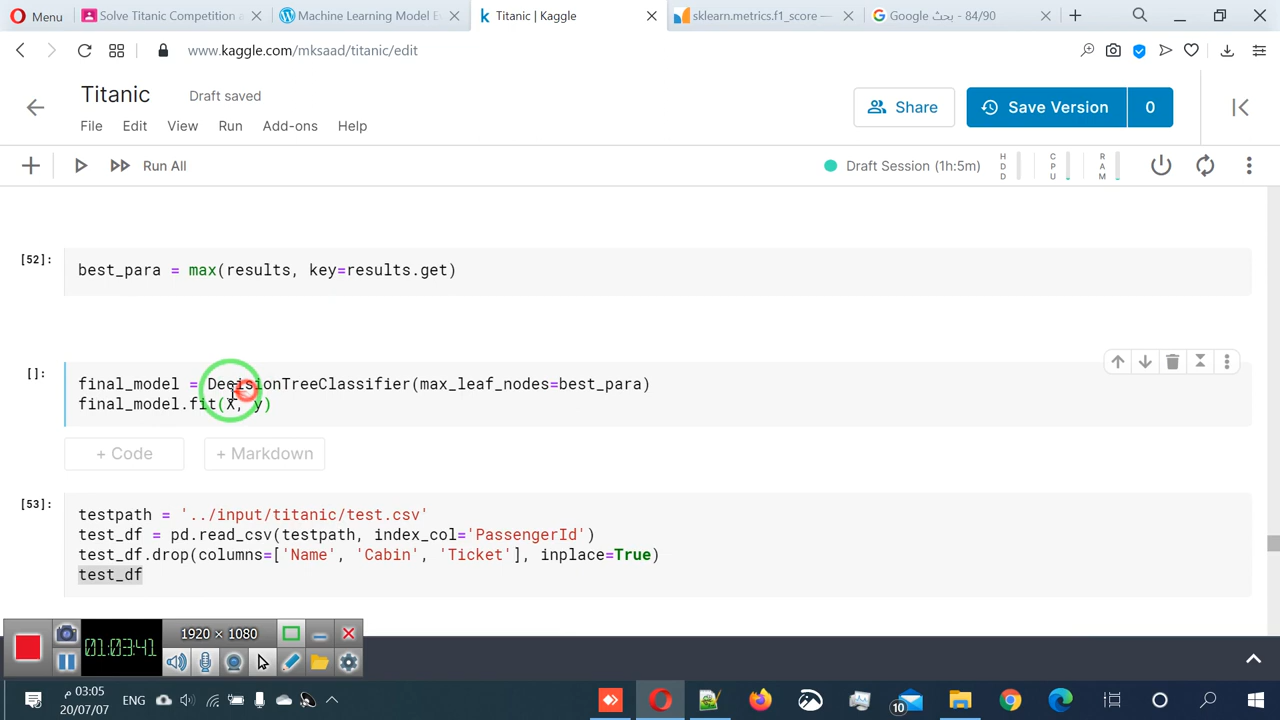 Menu
Solve Titanic Competition a
Machine Learning Model E
Titanic | Kaggle
sklearn.metrics.f1_score —
84/90 - بحث Google
www.kaggle.com/mksaad/titanic/edit
Titanic
Draft saved
Share
Save Version
0
File
Edit
View
Run
Add-ons
Help
Run All
Draft Session (1h:5m)
HDD
CPU
RAM
[52]:
best_para = max(results, key=results.get)
[]:
final_model = DecisionTreeClassifier(max_leaf_nodes=best_para)
final_model.fit(X, y)
+ Code
+ Markdown
[53]:
testpath = '../input/titanic/test.csv'
test_df = pd.read_csv(testpath, index_col='PassengerId')
test_df.drop(columns=['Name', 'Cabin', 'Ticket'], inplace=True)
test_df
1920 × 1080
01:03:41
ENG
03:05 م
20/07/07
10